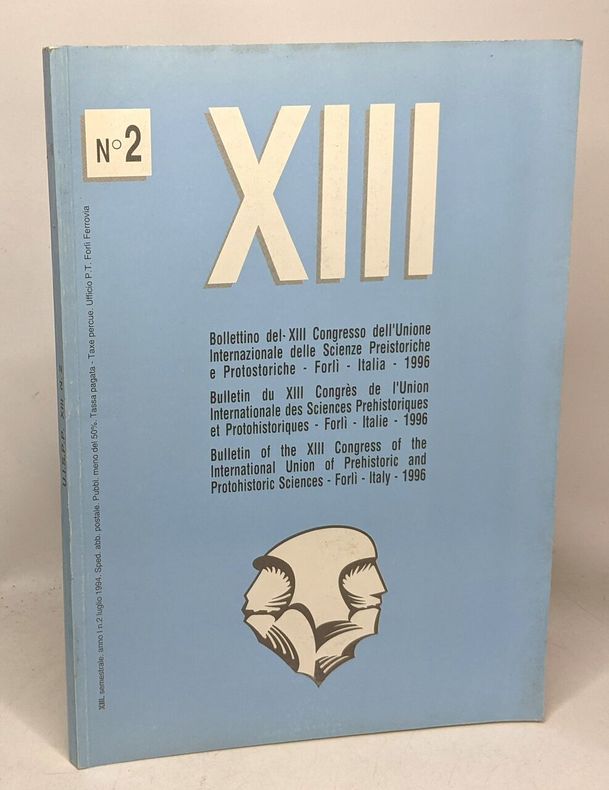 N° 2
XIII
Bollettino del-XIII Congresso dell'Unione
Internazionale delle Scienze Preistoriche
e Protostoriche - Forlì - Italia - 1996
Bulletin du XIII Congrès de l'Union
Internationale des Sciences Prehistoriques
et Protohistoriques - Forlì - Italie - 1996
Bulletin of the XIII Congress of the
International Union of Prehistoric and
Protohistoric Sciences - Forlì - Italy - 1996
XIII, semestrale, anno I n.2 luglio 1994, Sped. abb. postale. Pubbl. meno del 50%. Tassa pagata - Taxe percue. Ufficio P.T. Forlì Ferrovia
U.I.S.P.P. XIII N. 2